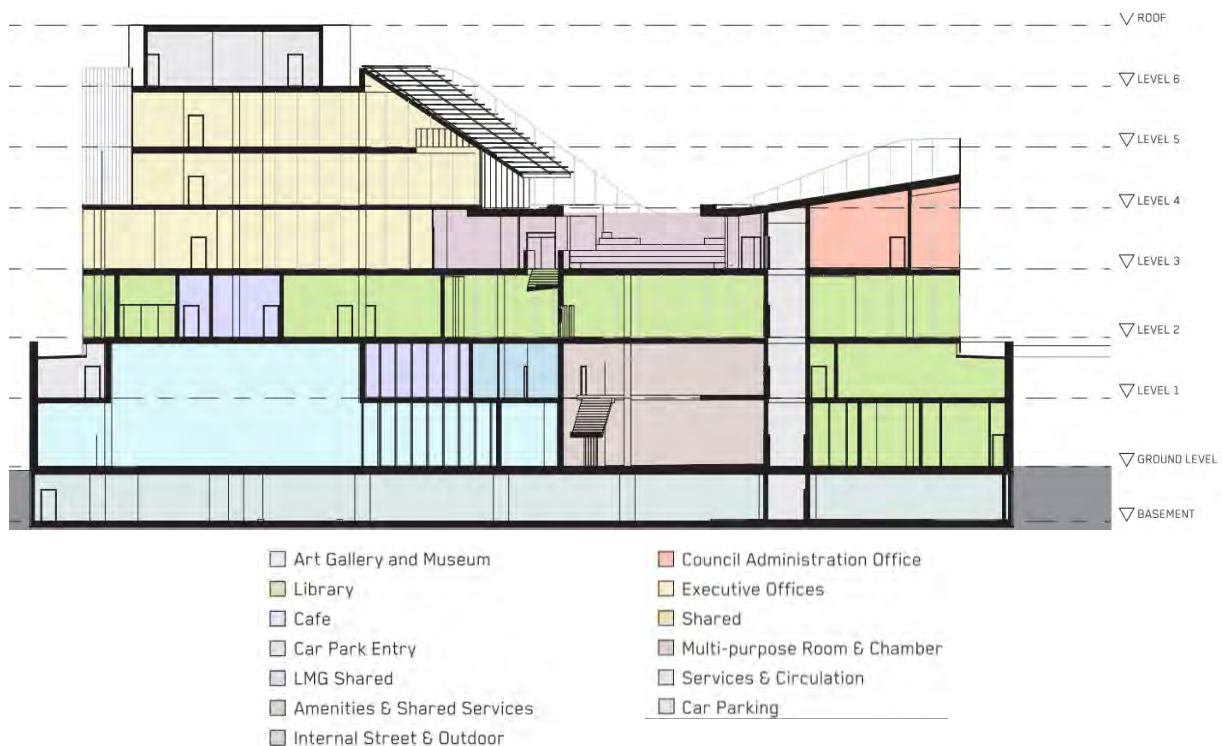 ROOF
LEVEL 6
LEVEL 5
LEVEL 4
LEVEL 3
LEVEL 2
LEVEL 1
GROUND LEVEL
BASEMENT
Art Gallery and Museum
Library
Cafe
Car Park Entry
LMG Shared
Amenities & Shared Services
Internal Street & Outdoor
Council Administration Office
Executive Offices
Shared
Multi-purpose Room & Chamber
Services & Circulation
Car Parking